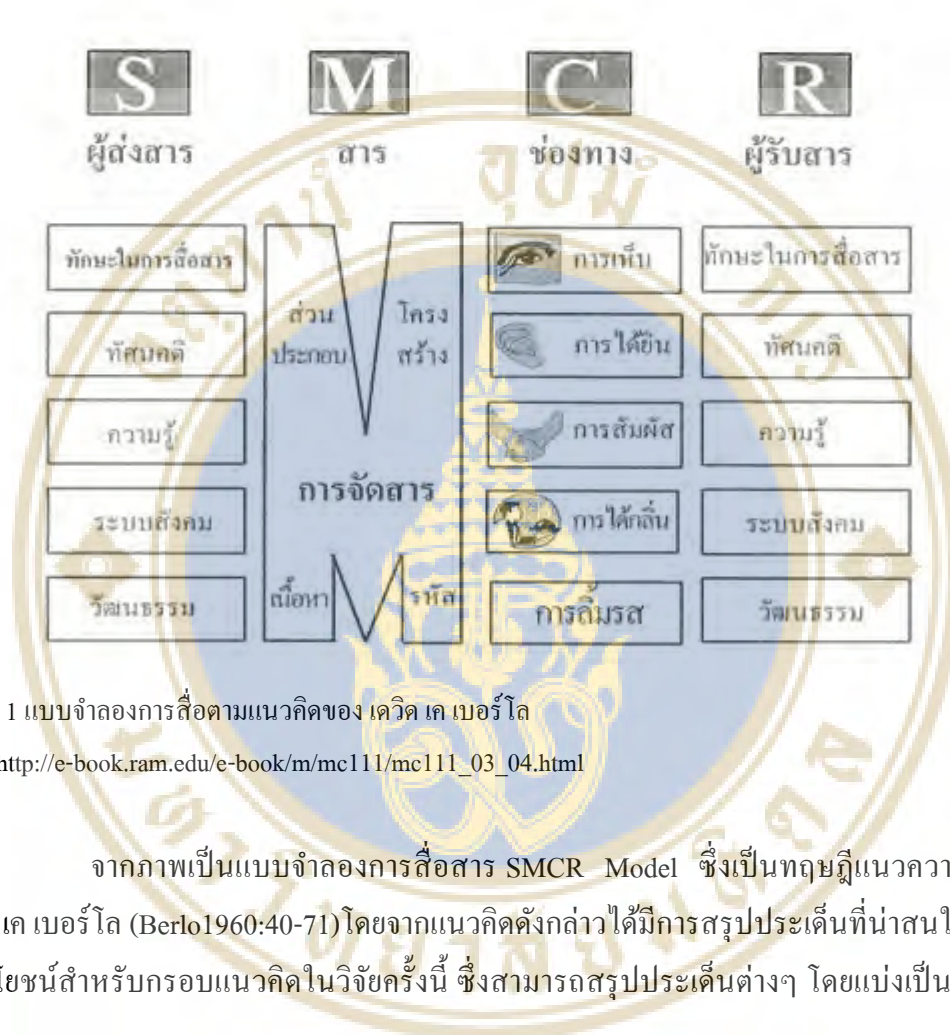 S M C R
ผู้ส่งสาร สาร ช่องทาง ผู้รับสาร
ทักษะในการสื่อสาร
ทัศนคติ
ความรู้
ระบบสังคม
วัฒนธรรม
ส่วน
ประกอบ
โครง
สร้าง
การจัดสาร
เนื้อหา
รหัส
การเห็น
การได้ยิน
การสัมผัส
การได้กลิ่น
การลิ้มรส
ทักษะในการสื่อสาร
ทัศนคติ
ความรู้
ระบบสังคม
วัฒนธรรม
1 แบบจำลองการสื่อตามแนวคิดของ เดวิด เค เบอร์โล
http://e-book.ram.edu/e-book/m/mc111/mc111_03_04.html
จากภาพเป็นแบบจำลองการสื่อสาร SMCR Model ซึ่งเป็นทฤษฎีแนวควา
เค เบอร์โล (Berlo1960:40-71)โดยจากแนวคิดดังกล่าวได้มีการสรุปประเด็นที่น่าสนใ
โยชน์สำหรับกรอบแนวคิดในวิจัยครั้งนี้ ซึ่งสามารถสรุปประเด็นต่างๆ โดยแบ่งเป็น